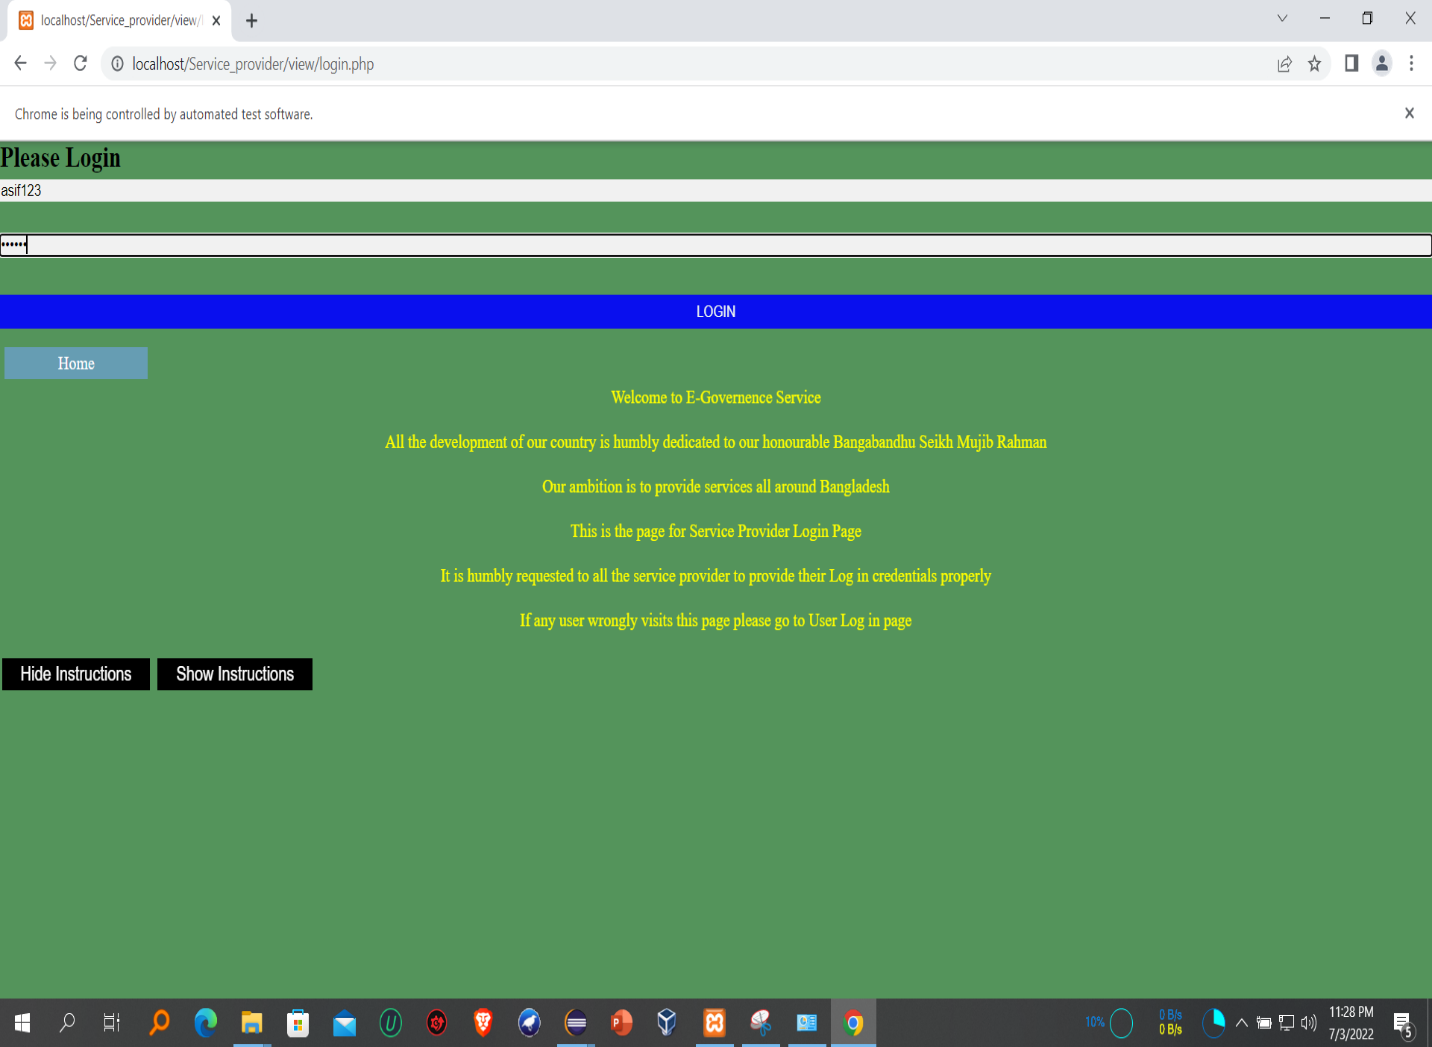 localhost/Service_provider/view/l
localhost/Service_provider/view/login.php
Chrome is being controlled by automated test software.
Please Login
asif123
••••••
LOGIN
Home
Welcome to E-Governence Service
All the development of our country is humbly dedicated to our honourable Bangabandhu Seikh Mujib Rahman
Our ambition is to provide services all around Bangladesh
This is the page for Service Provider Login Page
It is humbly requested to all the service provider to provide their Log in credentials properly
If any user wrongly visits this page please go to User Log in page
Hide Instructions Show Instructions
10%
0 B/s
0 B/s
11:28 PM
7/3/2022
5